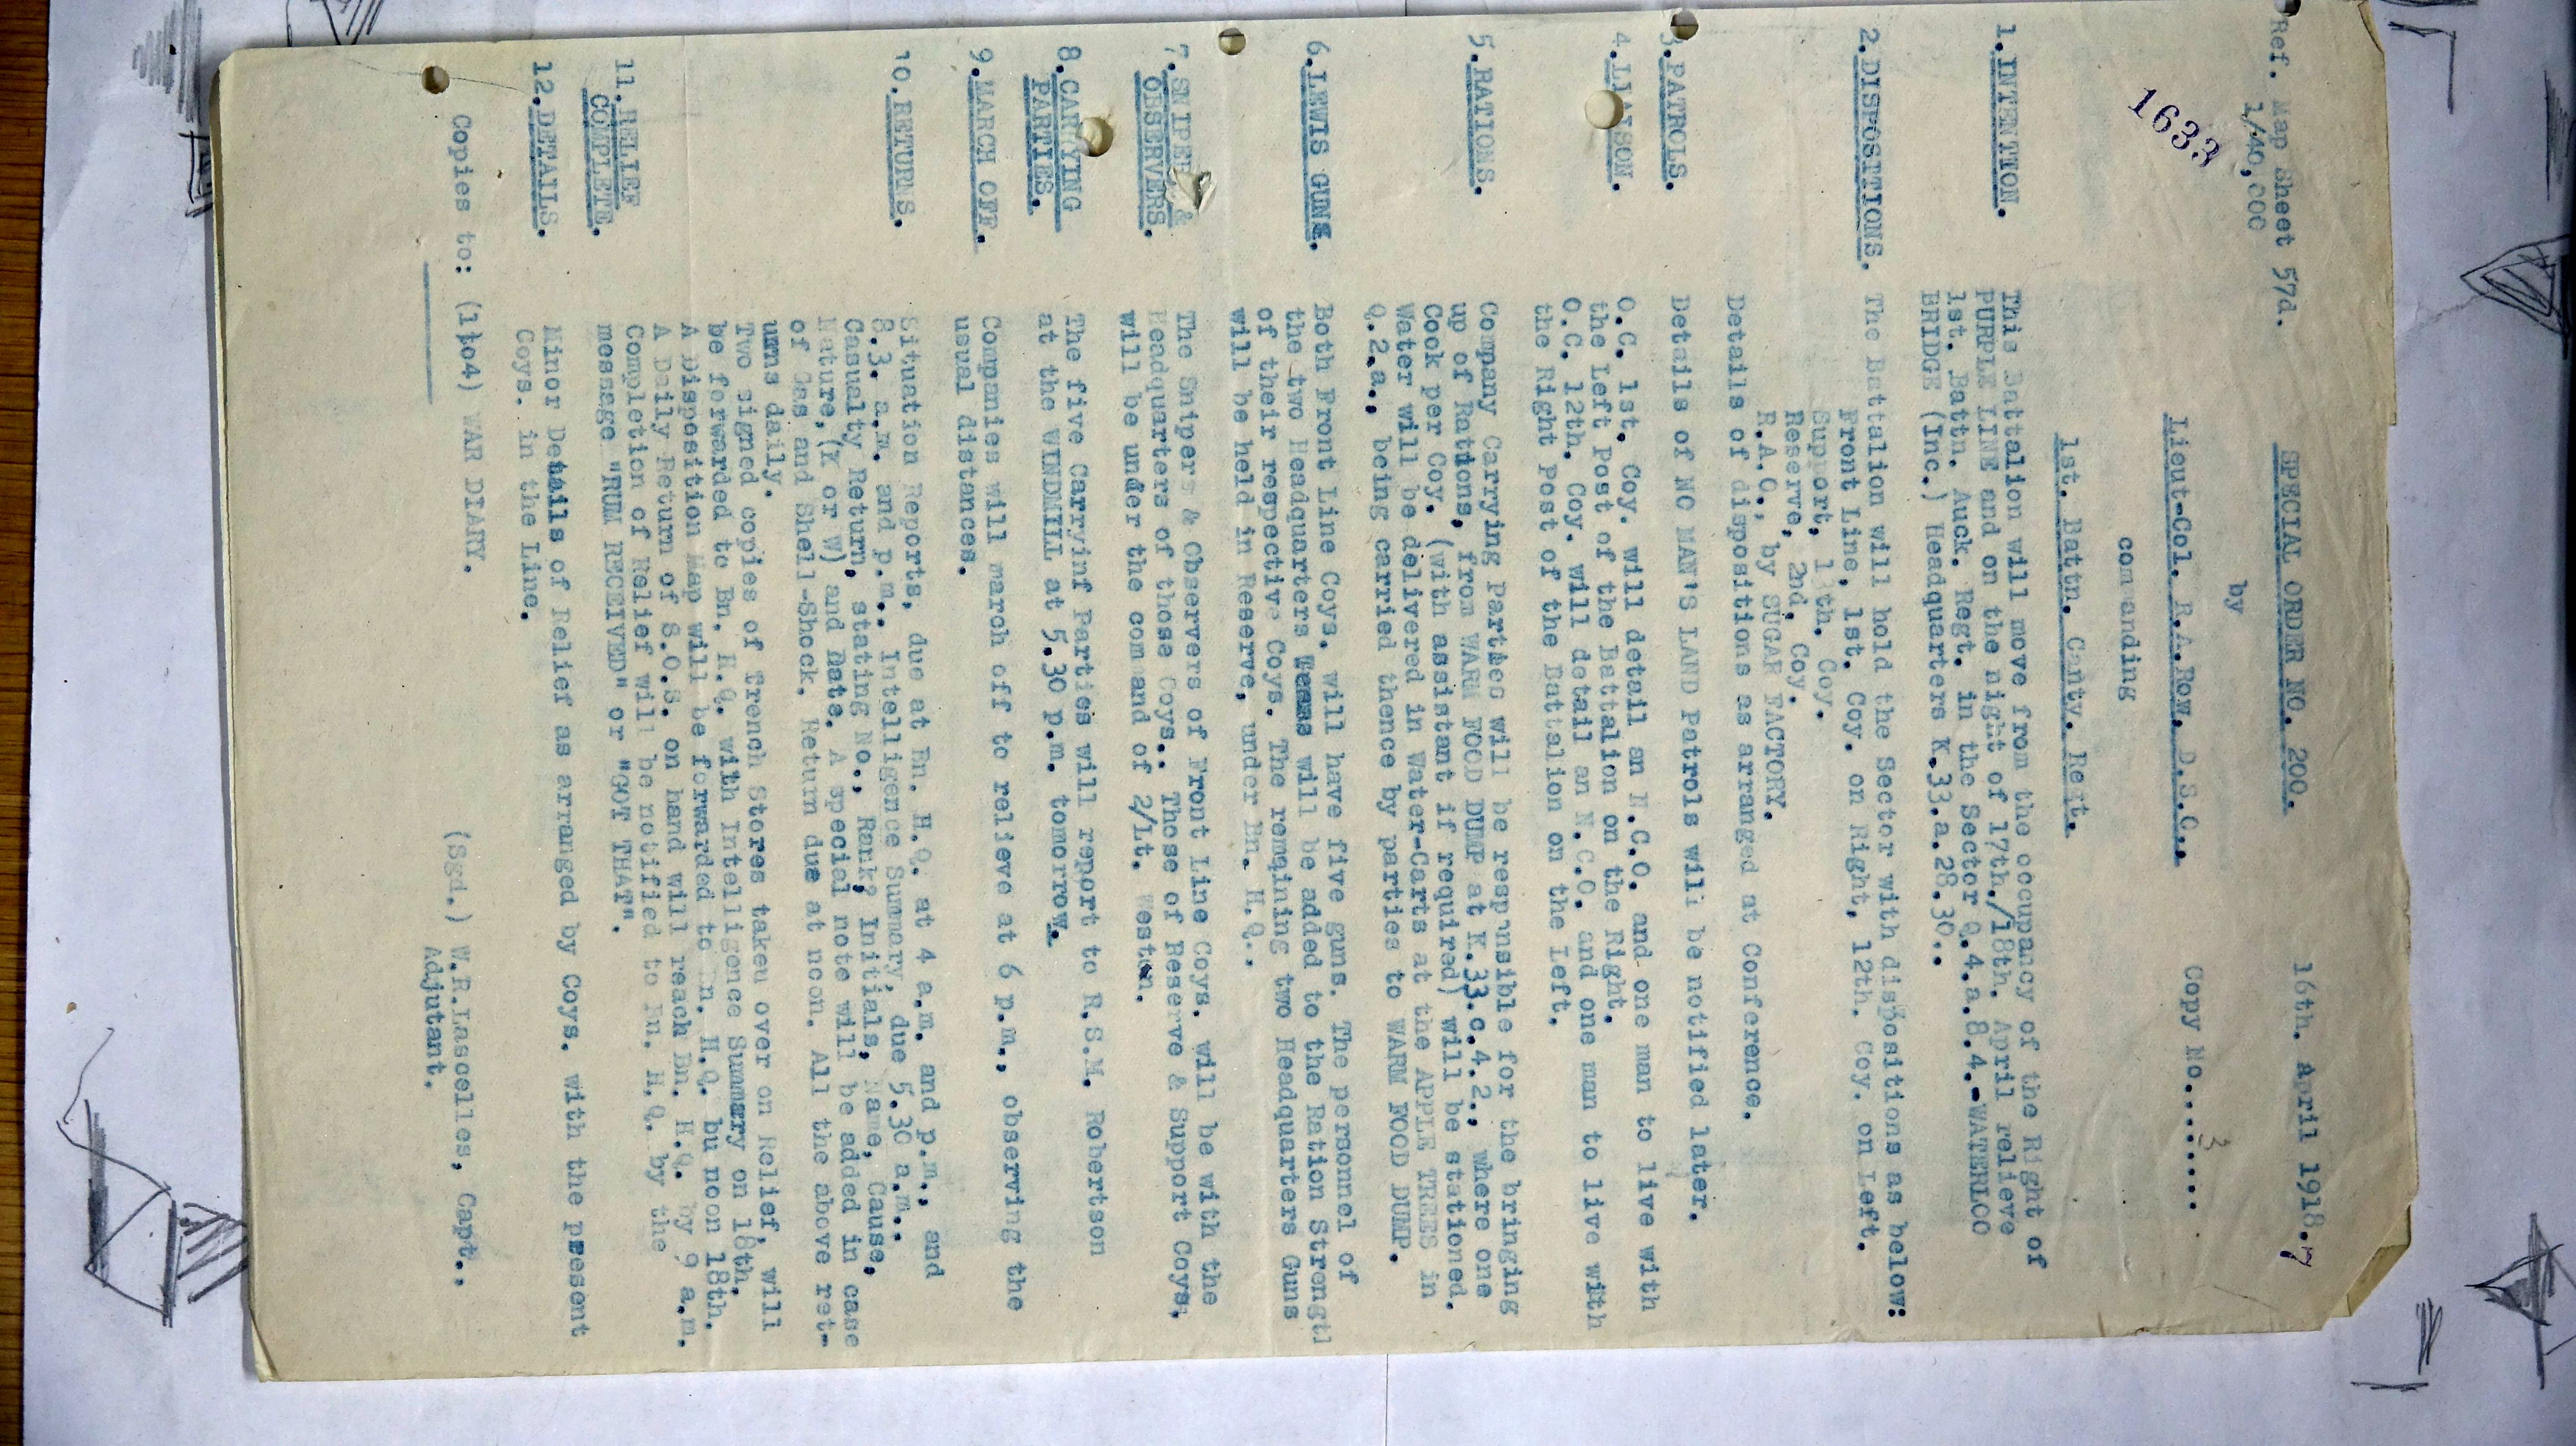 Ref. Map Sheet 57d.
1/40,000
SPECIAL ORDER NO. 200.
16th. April 1918.
7
by
Lieut-Col. R.A.Row. D.S.O.,
Copy No...3.....
1633
commanding
1st. Battn. Canty. Regt.
1.INTENTION.
This Battalion will move from the occupancy of the Right of
PURPLE LINE and on the night of 17th./18th. April relieve
1st. Battn. Auck. Regt. in the Sector Q.4.a.8.4.-WATERLOO
BRIDGE (Inc.) Headquarters K.33.a.28.30..
2.DISPOSITIONS.
The Battalion will hold the Sector with dispositions as below:
Front Line, 1st. Coy. on Right, 12th. Coy. on Left.
Support, 13th. Coy.
Reserve, 2nd. Coy.
R.A.O., by SUGAR FACTORY.
Details of dispositions as arranged at Conference.
3.PATROLS.
Details of NO MAN'S LAND Patrols will be notified later.
4.LIAISON.
O.C. 1st. Coy. will detail an N.C.O. and one man to live with
the Left Post of the Battalion on the Right.
O.C. 12th. Coy. will detail an N.C.O. and one man to live with
the Right Post of the Battalion on the Left.
5.RATIONS.
Company Carrying Parties will be responsible for the bringing
up of Rations, from WARM FOOD DUMP at K.33.c.4.2., where one
Cook per Coy. (with assistant if required) will be stationed.
Water will be delivered in Water-Carts at the APPLE TREES in
Q.2.a., being carried thence by parties to WARM FOOD DUMP.
6.LEWIS GUNS.
Both Front Line Coys. will have five guns. The personnel of
the two Headquarters Teams will be added to the Ration Strengtl
of their respective Coys. The remqining two Headquarters Guns
will be held in Reserve, under Bn. H.Q..
7.SNIPERS &
OBSERVERS.
The Snipers & Observers of Front Line Coys. will be with the
Headquarters of those Coys.. Those of Reserve & Support Coys,
will be under the command of 2/Lt. Weston.
8.CARRYING
PARTIES.
The five Carryinf Parties will report to R.S.M. Robertson
at the WINDMILL at 5.30 p.m. tomorrow.
9.MARCH OFF.
Companies will march off to relieve at 6 p.m., observing the
usual distances.
10.RETURNS.
Situation Reports, due at Bn. H.Q. at 4 a.m. and p.m., and
8.3. a.m. and p.m.. Intelligence Summary, due 5.30 a.m..
Casualty Return, stating No., Rank? Initials, Name, Cause,
Nature,(K or W) and Date. A special note will be added in case
of Gas and Shell-Shock. Return due at noon. All the above ret-
urns daily.
Two signed copies of Trench Stores takeu over on Relief, will
be forwarded to Bn. H.Q. with Intelligence Summary on 18th.
A Disposition Map will be forwarded to Bn. H.Q. bu noon 18th.
A Daily Return of S.O.S. on hand will reach Bn. H.Q. by 9 a.m.
11.RELIEF
COMPLETE.
Completion of Relief will be notified to Bn. H.Q. by the
message "RUM RECEIVED" or "GOT THAT".
12.DETAILS.
Minor Details of Relief as arranged by Coys. with the present
Coys. in the Line.
(Sgd.) W.R.Lascelles, Capt.,
Adjutant.
Copies to: (1to4) WAR DIARY.